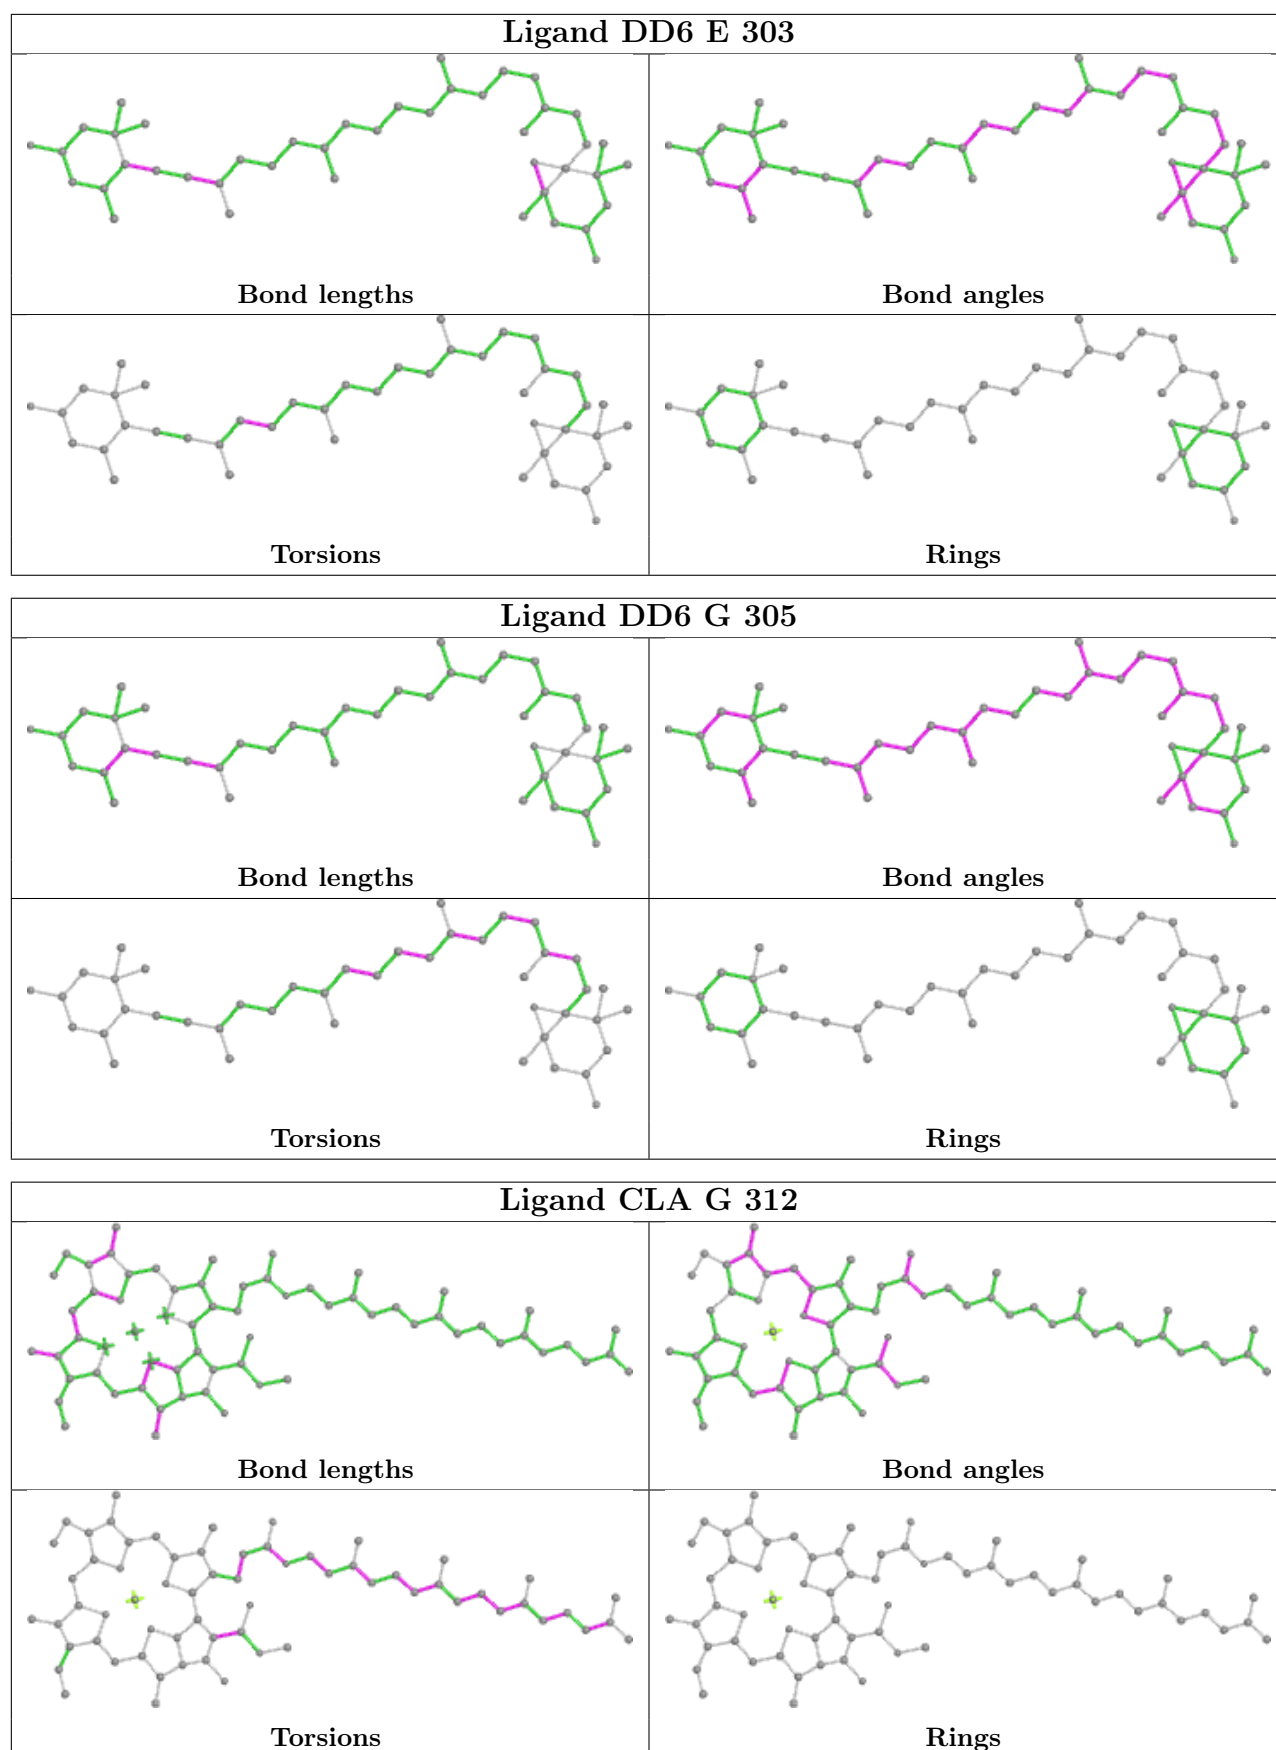 Ligand DD6 E 303
Bond lengths
Bond angles
Torsions
Rings
Ligand DD6 G 305
Bond lengths
Bond angles
Torsions
Rings
Ligand CLA G 312
Bond lengths
Bond angles
Torsions
Rings